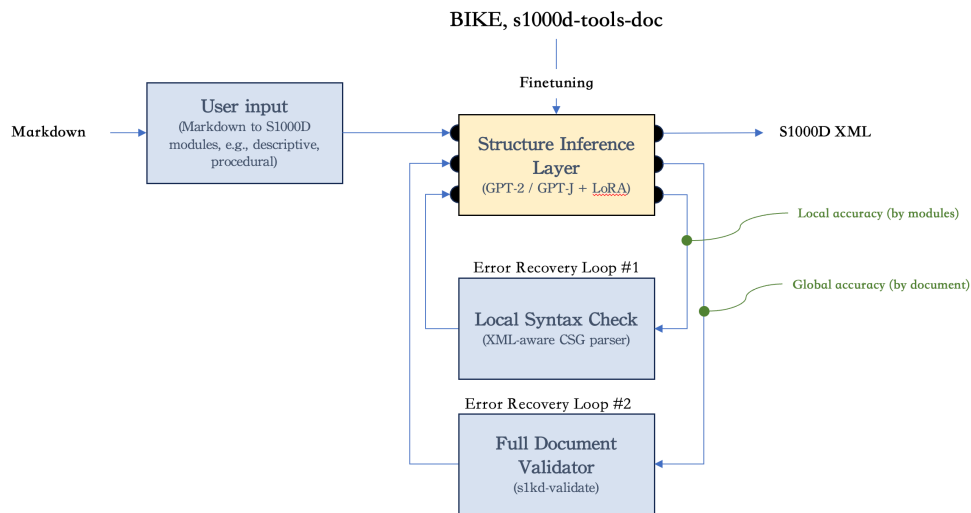 BIKE, s1000d-tools-doc
Finetuning
Markdown
User input
(Markdown to S1000D
modules, e.g., descriptive,
procedural)
Structure Inference
Layer
(GPT-2 / GPT-J + LoRA)
S1000D XML
Local accuracy (by modules)
Error Recovery Loop #1
Global accuracy (by document)
Local Syntax Check
(XML-aware CSG parser)
Error Recovery Loop #2
Full Document
Validator
(s1kd-validate)